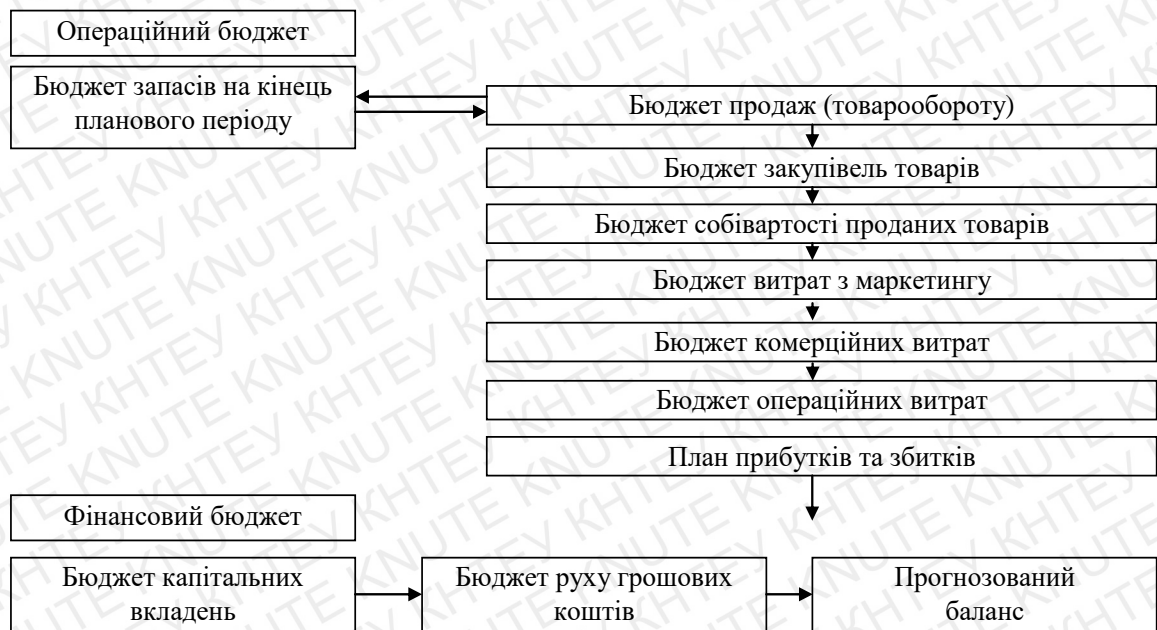 Операційний бюджет
Бюджет запасів на кінець
планового періоду
Бюджет продаж (товарообороту)
Бюджет закупівель товарів
Бюджет собівартості проданих товарів
Бюджет витрат з маркетингу
Бюджет комерційних витрат
Бюджет операційних витрат
План прибутків та збитків
Фінансовий бюджет
Бюджет капітальних
вкладень
Бюджет руху грошових
коштів
Прогнозований
баланс